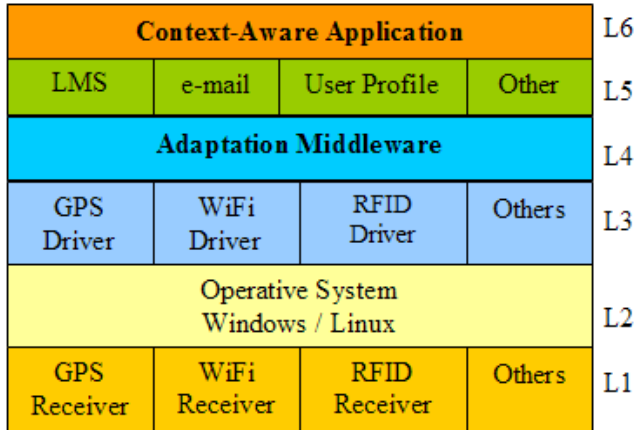 Context-Aware Application L6
LMS e-mail User Profile Other L5
Adaptation Middleware L4
GPS Driver WiFi Driver RFID Driver Others L3
Operative System
Windows / Linux L2
GPS Receiver WiFi Receiver RFID Receiver Others L1